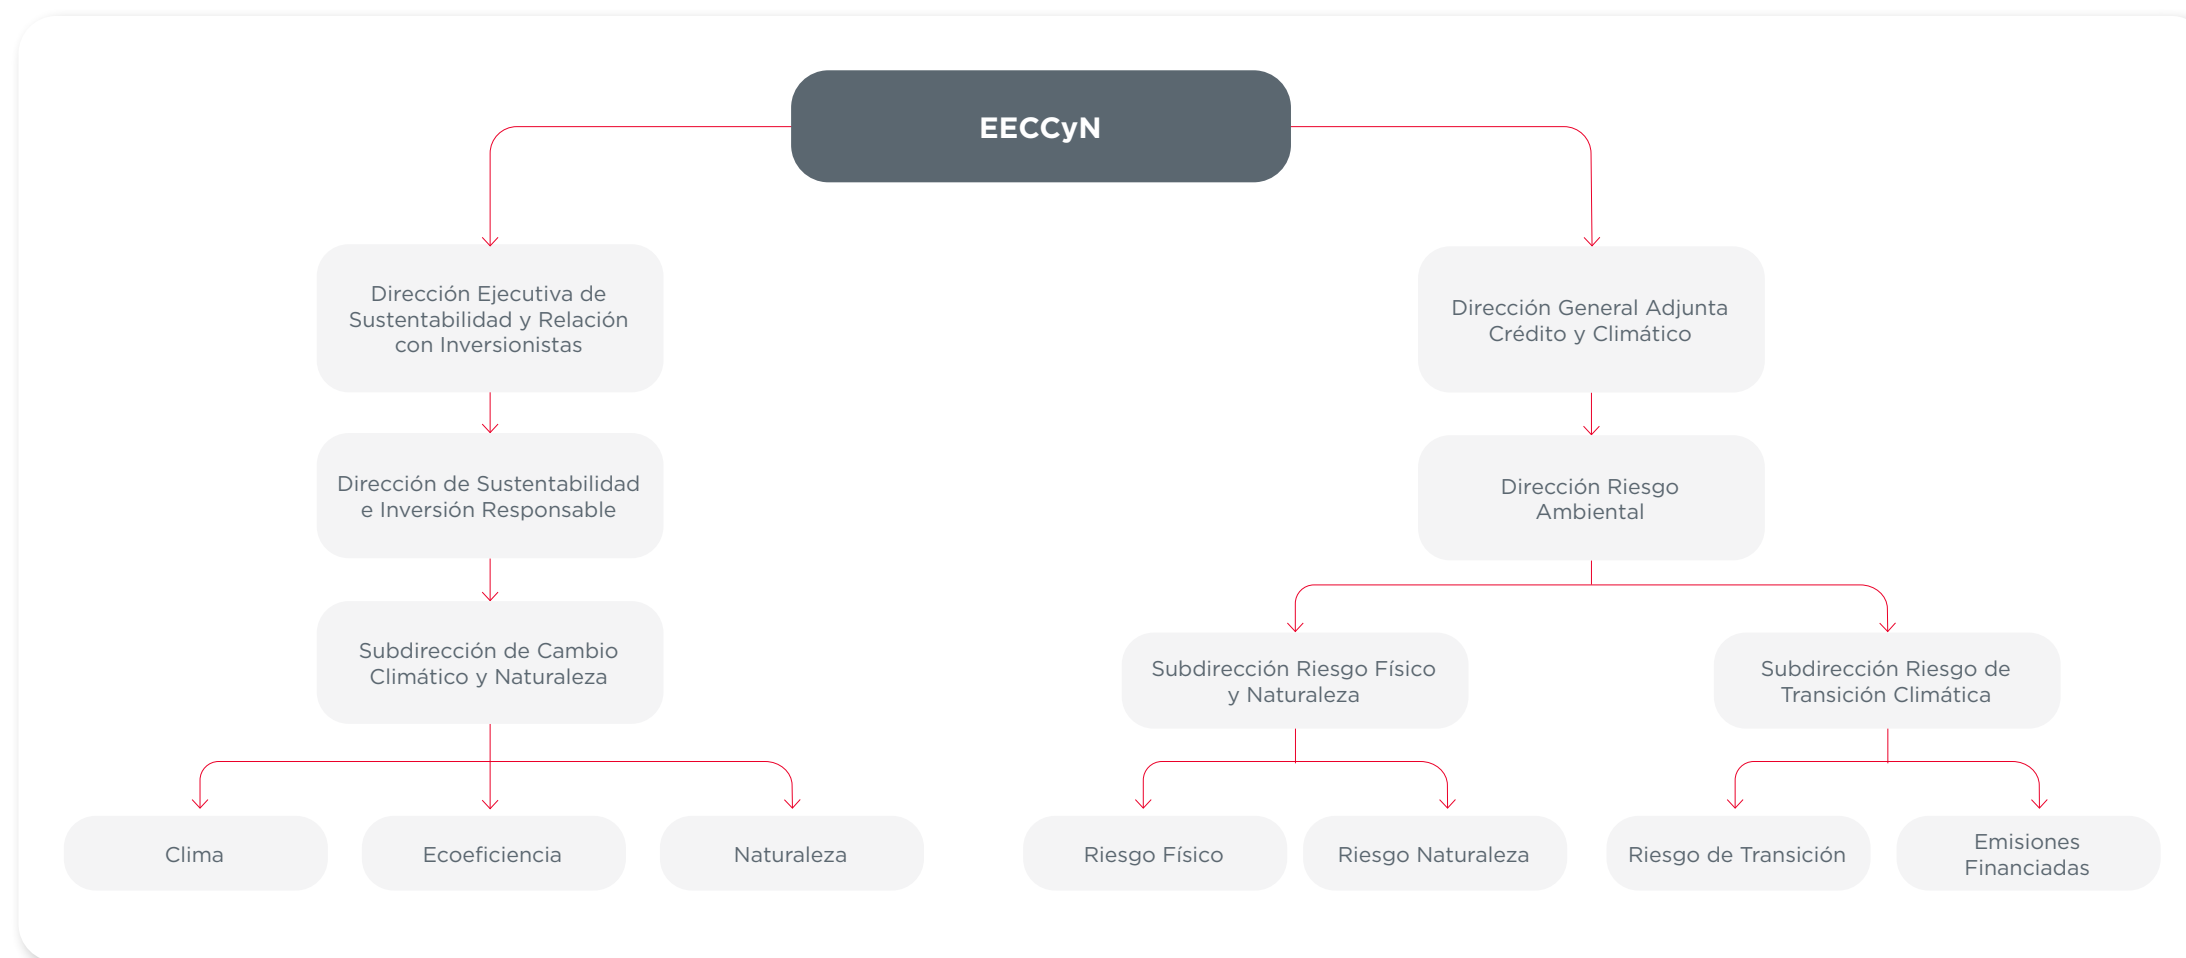 EECCyN
Dirección Ejecutiva de
Sustentabilidad y Relación
con Inversionistas
Dirección General Adjunta
Crédito y Climático
Dirección de Sustentabilidad
e Inversión Responsable
Dirección Riesgo
Ambiental
Subdirección de Cambio
Climático y Naturaleza
Subdirección Riesgo Físico
y Naturaleza
Subdirección Riesgo de
Transición Climática
Clima
Ecoeficiencia
Naturaleza
Riesgo Físico
Riesgo Naturaleza
Riesgo de Transición
Emisiones
Financiadas